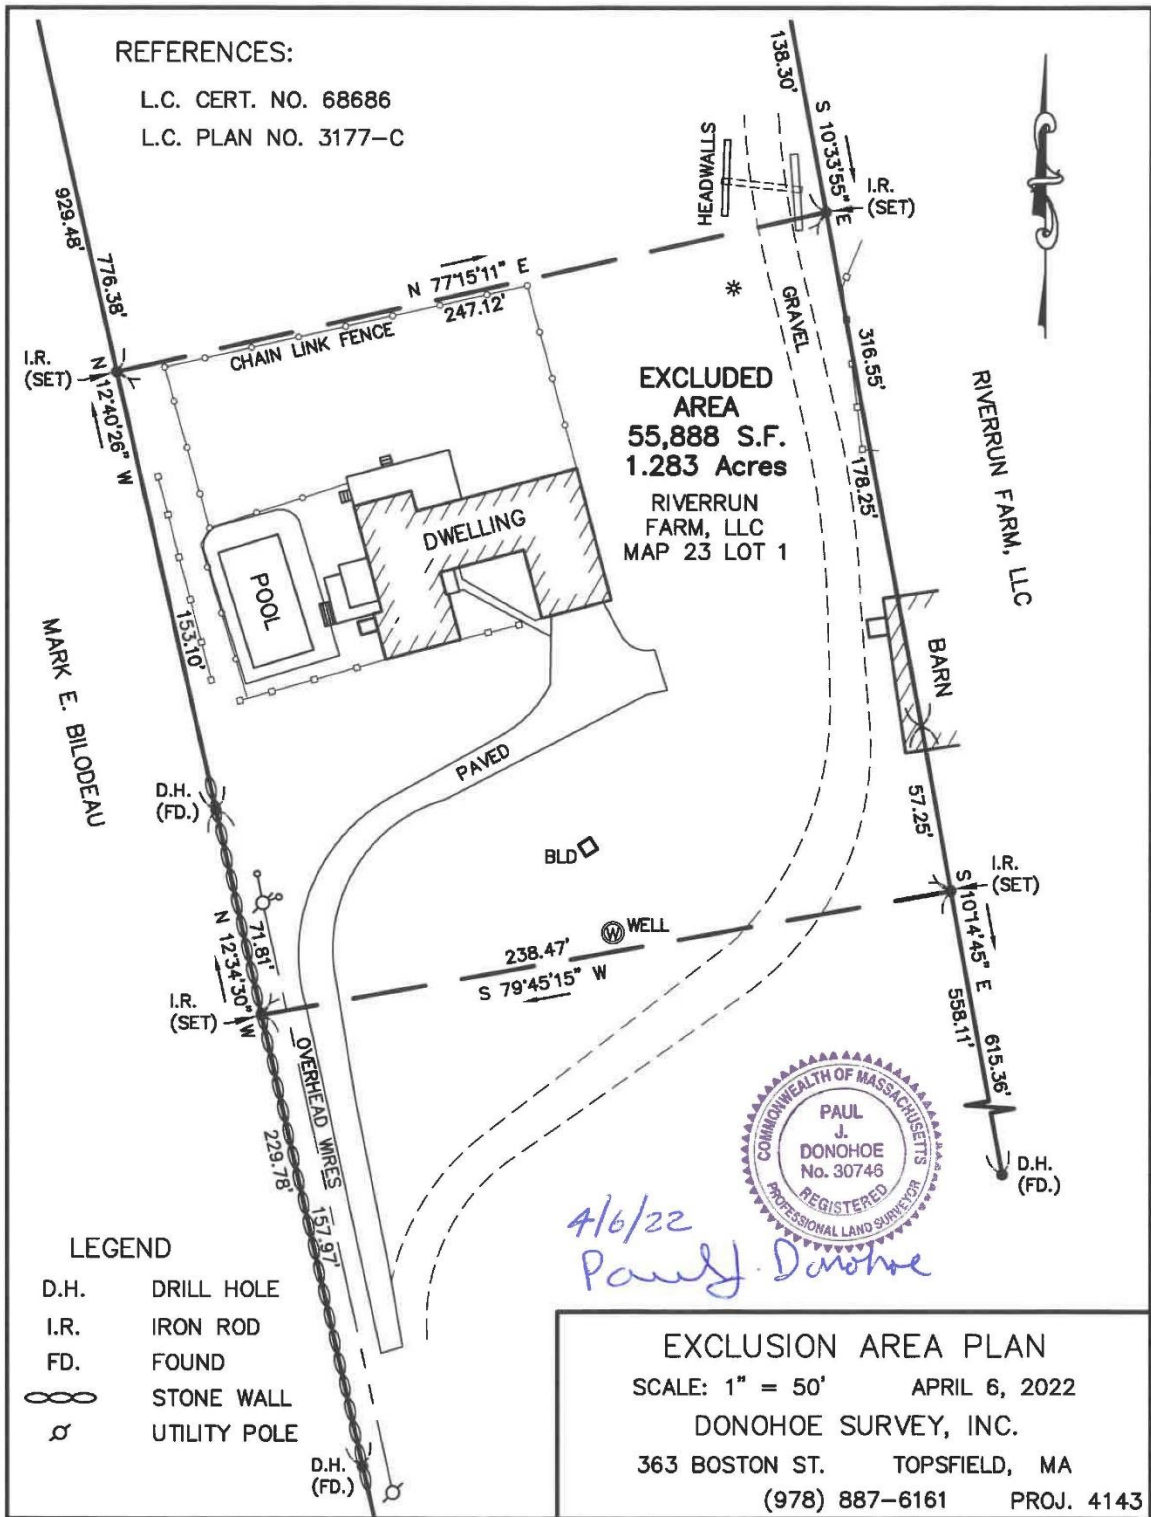 REFERENCES:
L.C. CERT. NO. 68686
L.C. PLAN NO. 3177-C
929.48'
776.38'
138.30'
S 10°33'55" E
HEADWALLS
I.R.
(SET)
N 77°15'11" E
247.12'
CHAIN LINK FENCE
I.R.
(SET)
N 12°40'26" W
GRAVEL
316.55'
178.25'
EXCLUDED
AREA
55,888 S.F.
1.283 Acres
RIVERRUN
FARM, LLC
MAP 23 LOT 1
RIVERRUN FARM, LLC
DWELLING
POOL
153.10'
MARK E. BILODEAU
BARN
PAVED
D.H.
(FD.)
57.25'
BLD
I.R.
(SET)
S 10°14'45" E
W WELL
238.47'
S 79°45'15" W
71.81'
N 12°34'30" W
I.R.
(SET)
558.11'
615.36'
OVERHEAD WIRES
229.78'
157.97'
D.H.
(FD.)
COMMONWEALTH OF MASSACHUSETTS
PAUL
J.
DONOHOE
No. 30746
REGISTERED
PROFESSIONAL LAND SURVEYOR
4/6/22
Paul J. Donohoe
LEGEND
D.H. DRILL HOLE
I.R. IRON ROD
FD. FOUND
STONE WALL
UTILITY POLE
D.H.
(FD.)
EXCLUSION AREA PLAN
SCALE: 1" = 50' APRIL 6, 2022
DONOHOE SURVEY, INC.
363 BOSTON ST. TOPSFIELD, MA
(978) 887-6161 PROJ. 4143